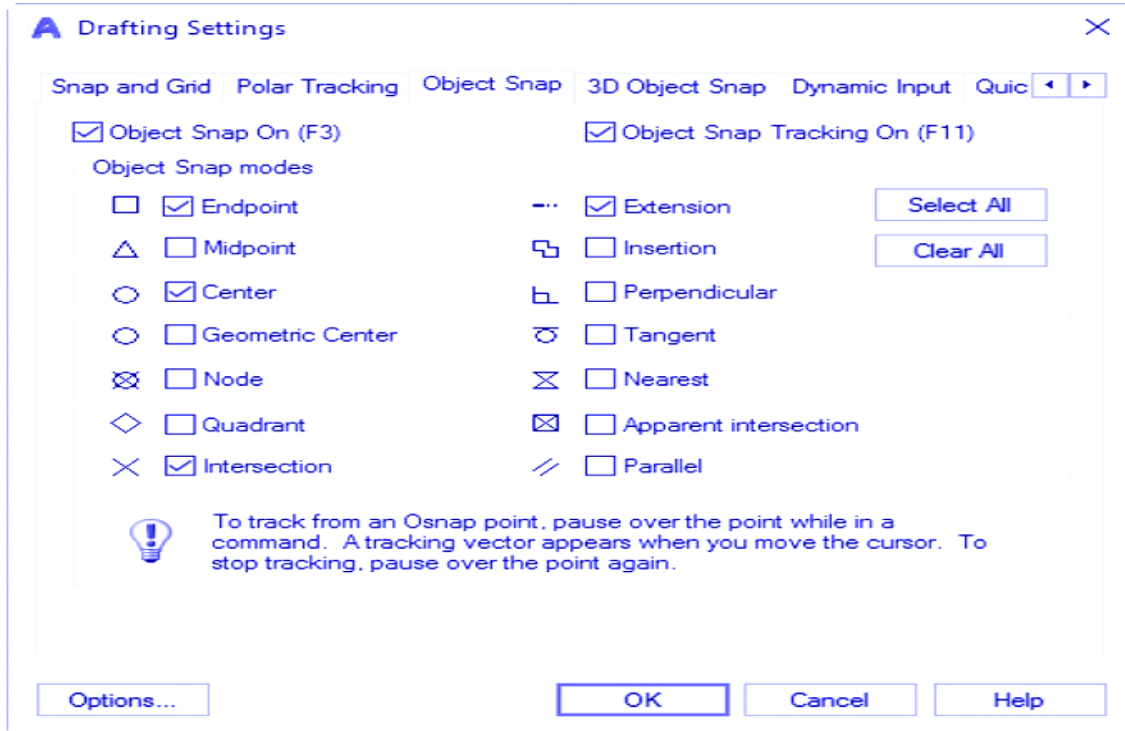 Drafting Settings
Snap and Grid Polar Tracking Object Snap 3D Object Snap Dynamic Input Quic
Object Snap On (F3) Object Snap Tracking On (F11)
Object Snap modes
Endpoint Extension Select All
Midpoint Insertion Clear All
Center Perpendicular
Geometric Center Tangent
Node Nearest
Quadrant Apparent intersection
Intersection Parallel
To track from an Osnap point, pause over the point while in a
command. A tracking vector appears when you move the cursor. To
stop tracking, pause over the point again.
Options... OK Cancel Help